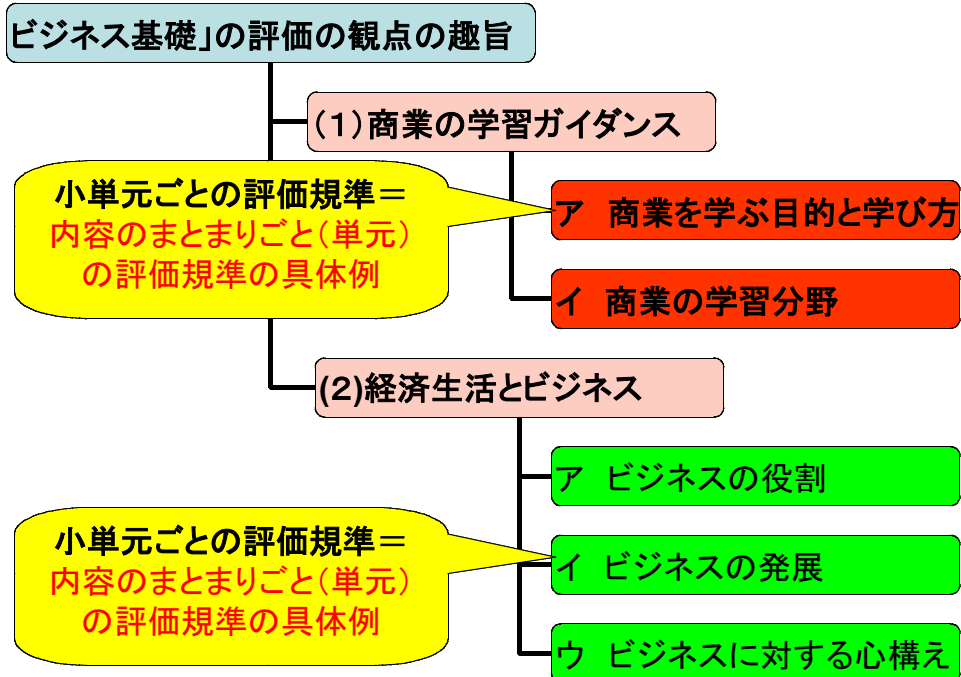 ビジネス基礎」の評価の観点の趣旨
(1)商業の学習ガイダンス
小単元ごとの評価規準=
内容のまとまりごと(単元)
の評価規準の具体例
ア 商業を学ぶ目的と学び方
イ 商業の学習分野
(2)経済生活とビジネス
ア ビジネスの役割
小単元ごとの評価規準=
内容のまとまりごと(単元)
の評価規準の具体例
イ ビジネスの発展
ウ ビジネスに対する心構え